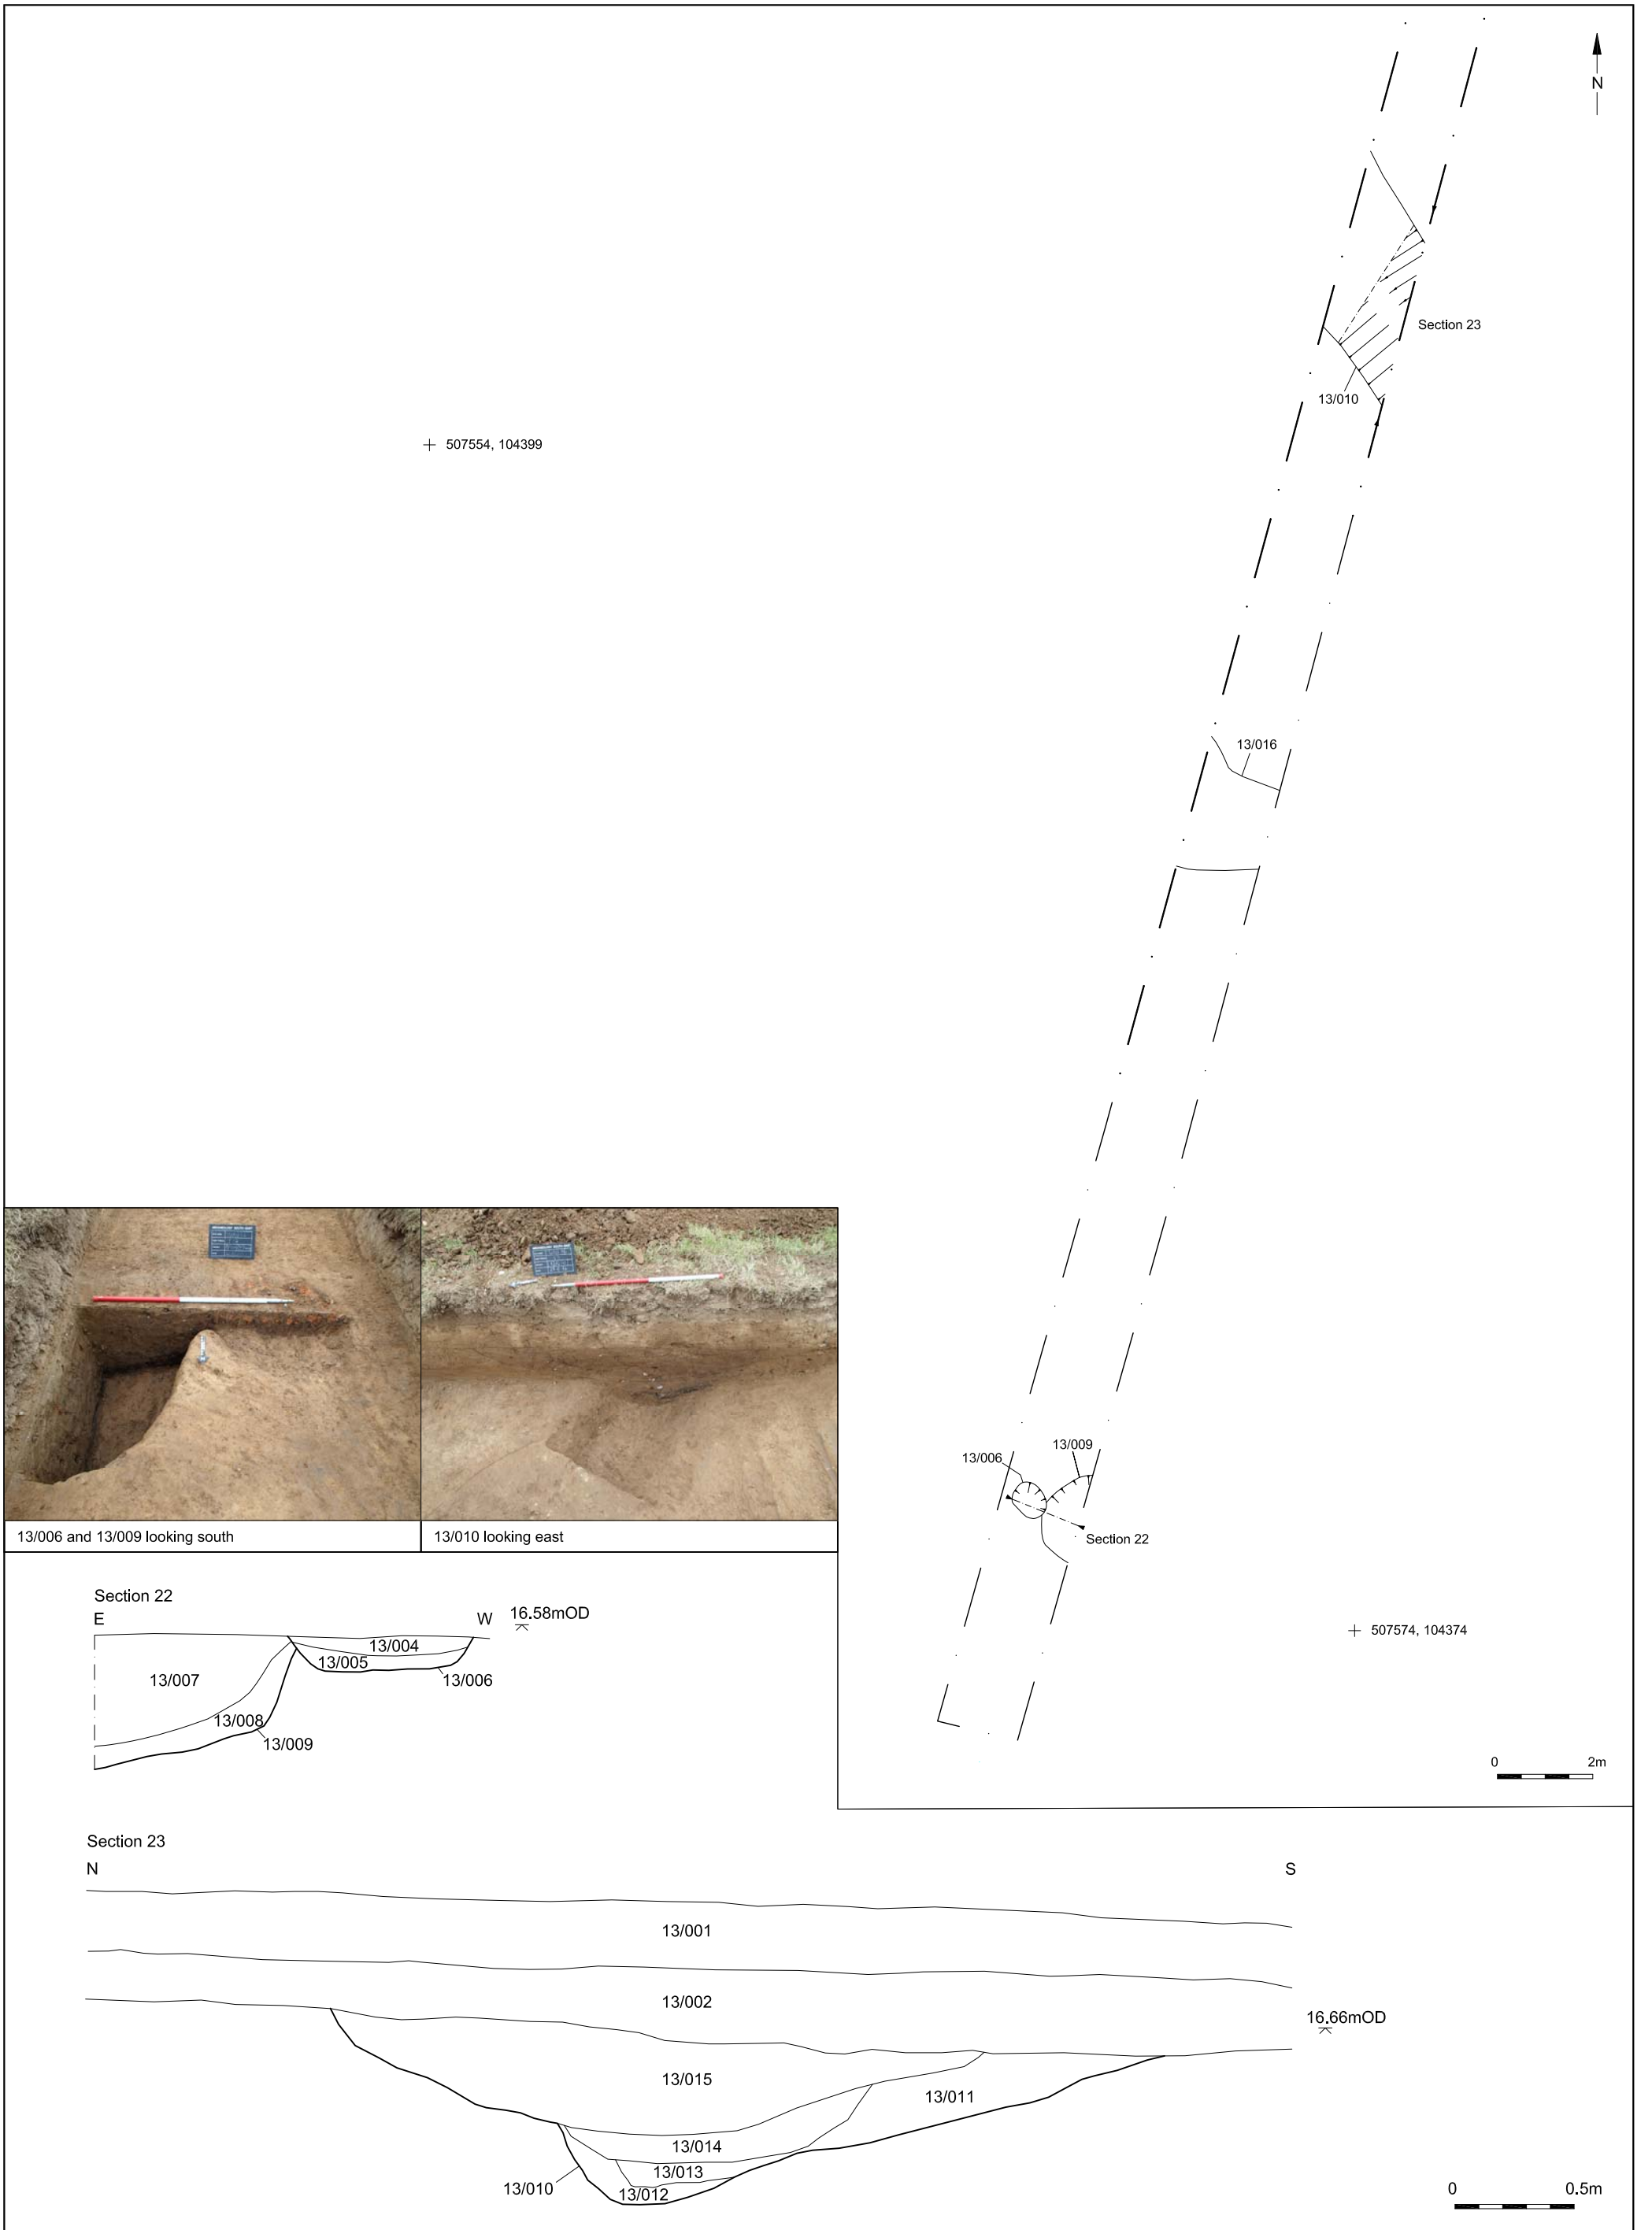 N
Section 23
13/010
507554, 104399
13/016
13/006
13/009
Section 22
507574, 104374
0 2m
13/006 and 13/009 looking south
13/010 looking east
Section 22
E W 16.58mOD
13/004
13/005
13/007
13/006
13/008
13/009
Section 23
N S
13/001
13/002
16.66mOD
13/015
13/011
13/014
13/013
13/010
13/012
0 0.5m